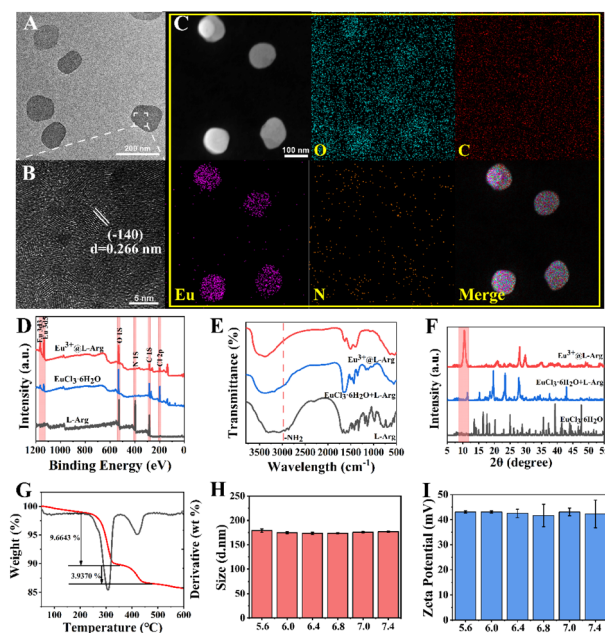 A
200 nm
B
(-140)
d=0.266 nm
5 nm
C
100 nm
O
C
Eu
N
Merge
D
Eu 3d3
Eu 3d5
O 1S
N 1S
C 1S
Cl 2p
Eu³⁺@L-Arg
EuCl₃·6H₂O
L-Arg
Intensity (a.u.)
1200 1000 800 600 400 200 0
Binding Energy (eV)
E
Transmittance (%)
Eu³⁺@L-Arg
EuCl₃·6H₂O+L-Arg
-NH₂
L-Arg
3500 3000 2500 2000 1500 1000 500
Wavelength (cm⁻¹)
F
Intensity (a.u.)
Eu³⁺@L-Arg
EuCl₃·6H₂O+L-Arg
EuCl₃·6H₂O
5 10 15 20 25 30 35 40 45 50 55
2θ (degree)
G
Weight (%)
100
95
90
85
9.6643 %
3.9370 %
Derivative (wt %)
100 200 300 400 500 600
Temperature (°C)
H
Size (d.nm)
250
200
150
100
50
0
5.6 6.0 6.4 6.8 7.0 7.4
I
Zeta Potential (mV)
50
40
30
20
10
0
5.6 6.0 6.4 6.8 7.0 7.4